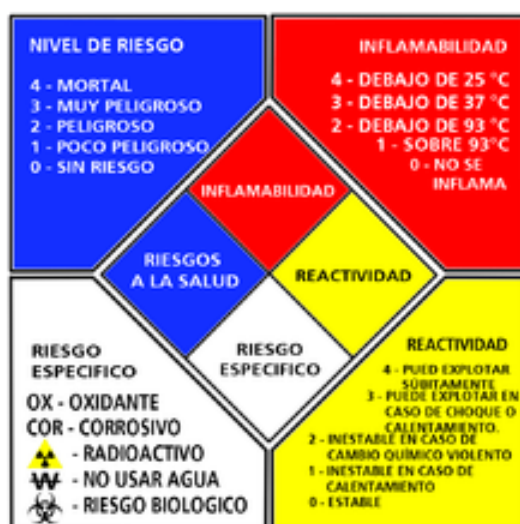 NIVEL DE RIESGO
4 - MORTAL
3 - MUY PELIGROSO
2 - PELIGROSO
1 - POCO PELIGROSO
0 - SIN RIESGO
INFLAMABILIDAD
4 - DEBAJO DE 25 °C
3 - DEBAJO DE 37 °C
2 - DEBAJO DE 93 °C
1 - SOBRE 93°C
0 - NO SE
INFLAMA
INFLAMABILIDAD
RIESGOS
A LA SALUD
REACTIVIDAD
RIESGO
ESPECIFICO
RIESGO
ESPECIFICO
OX - OXIDANTE
COR - CORROSIVO
- RADIOACTIVO
W - NO USAR AGUA
- RIESGO BIOLOGICO
REACTIVIDAD
4 - PUED EXPLOTAR
SÚBITAMENTE
3 - PUEDE EXPLOTAR EN
CASO DE CHOQUE O
CALENTAMIENTO.
2 - INESTABLE EN CASO DE
CAMBIO QUÍMICO VIOLENTO
1 - INESTABLE EN CASO DE
CALENTAMIENTO
0 - ESTABLE